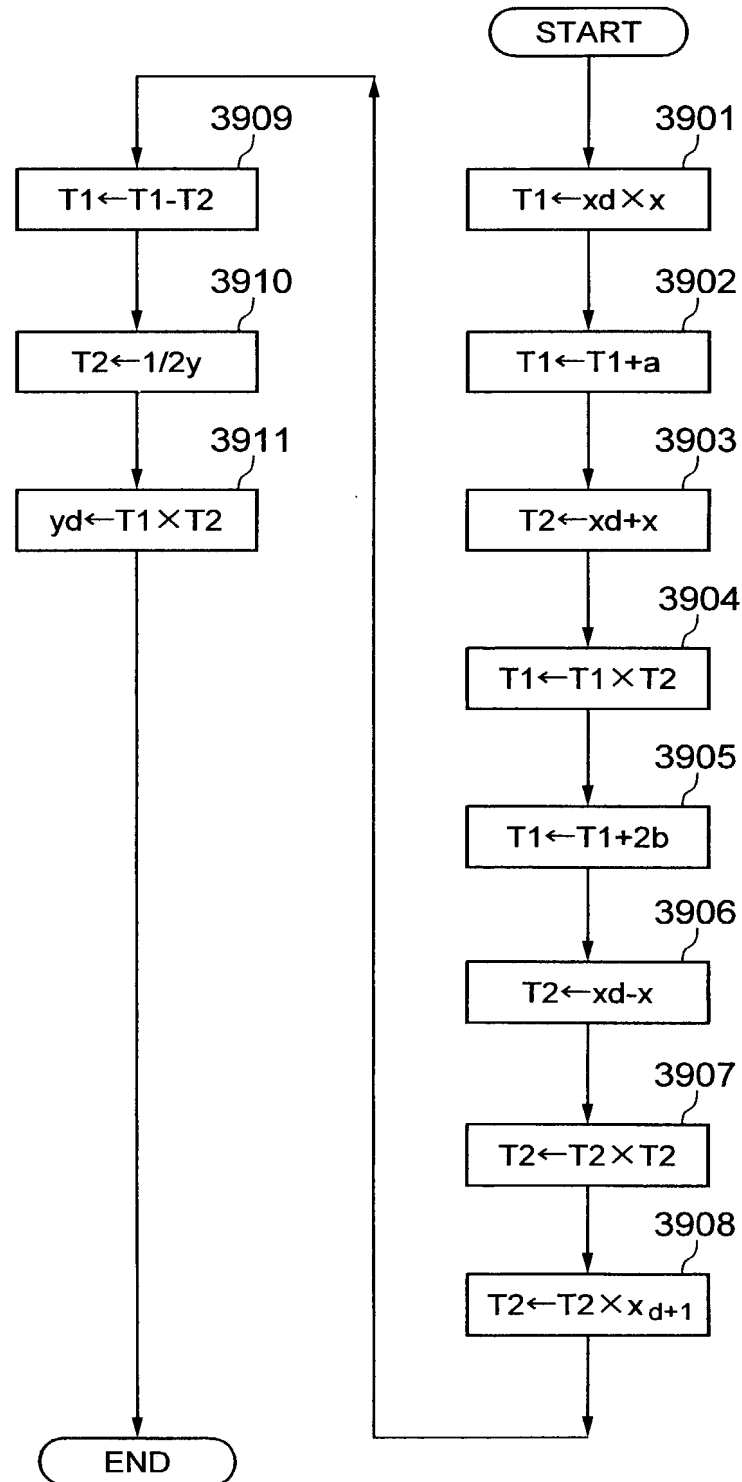 START
3901
T1←xd×x
3902
T1←T1+a
3903
T2←xd+x
3904
T1←T1×T2
3905
T1←T1+2b
3906
T2←xd-x
3907
T2←T2×T2
3908
T2←T2×x_{d+1}
3909
T1←T1-T2
3910
T2←1/2y
3911
yd←T1×T2
END